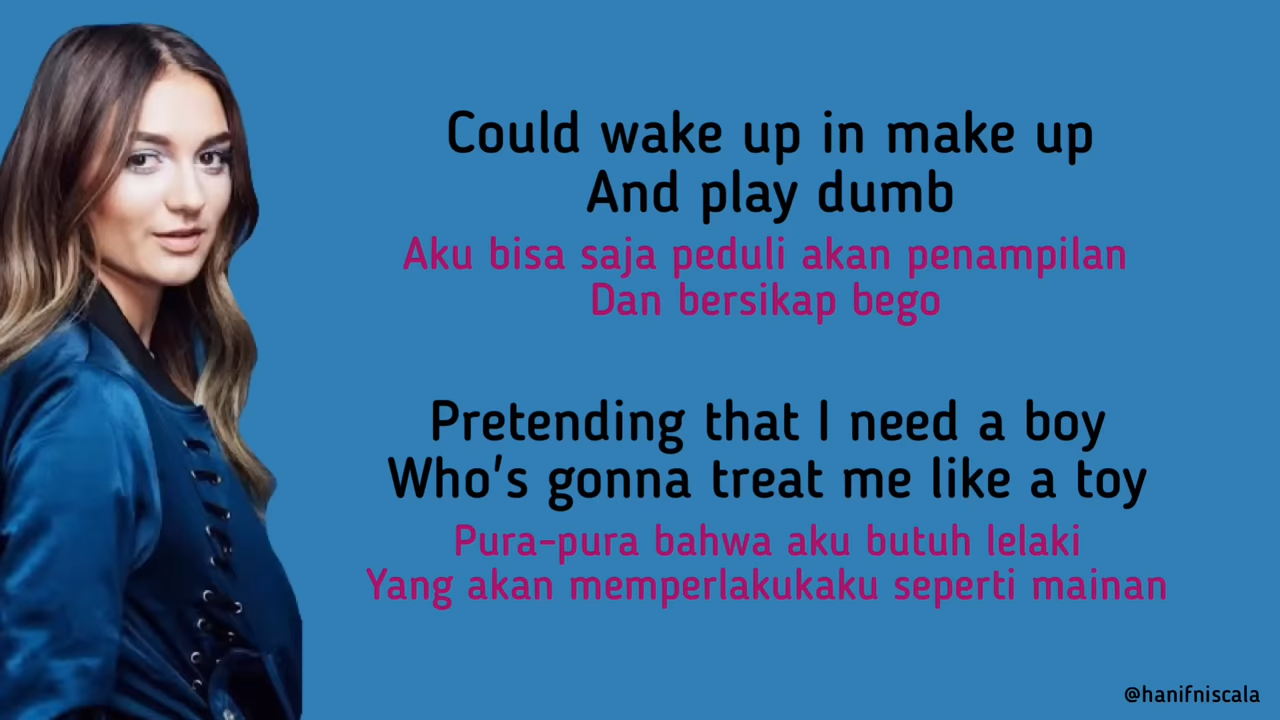 Could wake up in make up
And play dumb
Aku bisa saja peduli akan penampilan
Dan bersikap bego
Pretending that I need a boy
Who's gonna treat me like a toy
Pura-pura bahwa aku butuh lelaki
Yang akan memperlakukaku seperti mainan
@hanifniscala